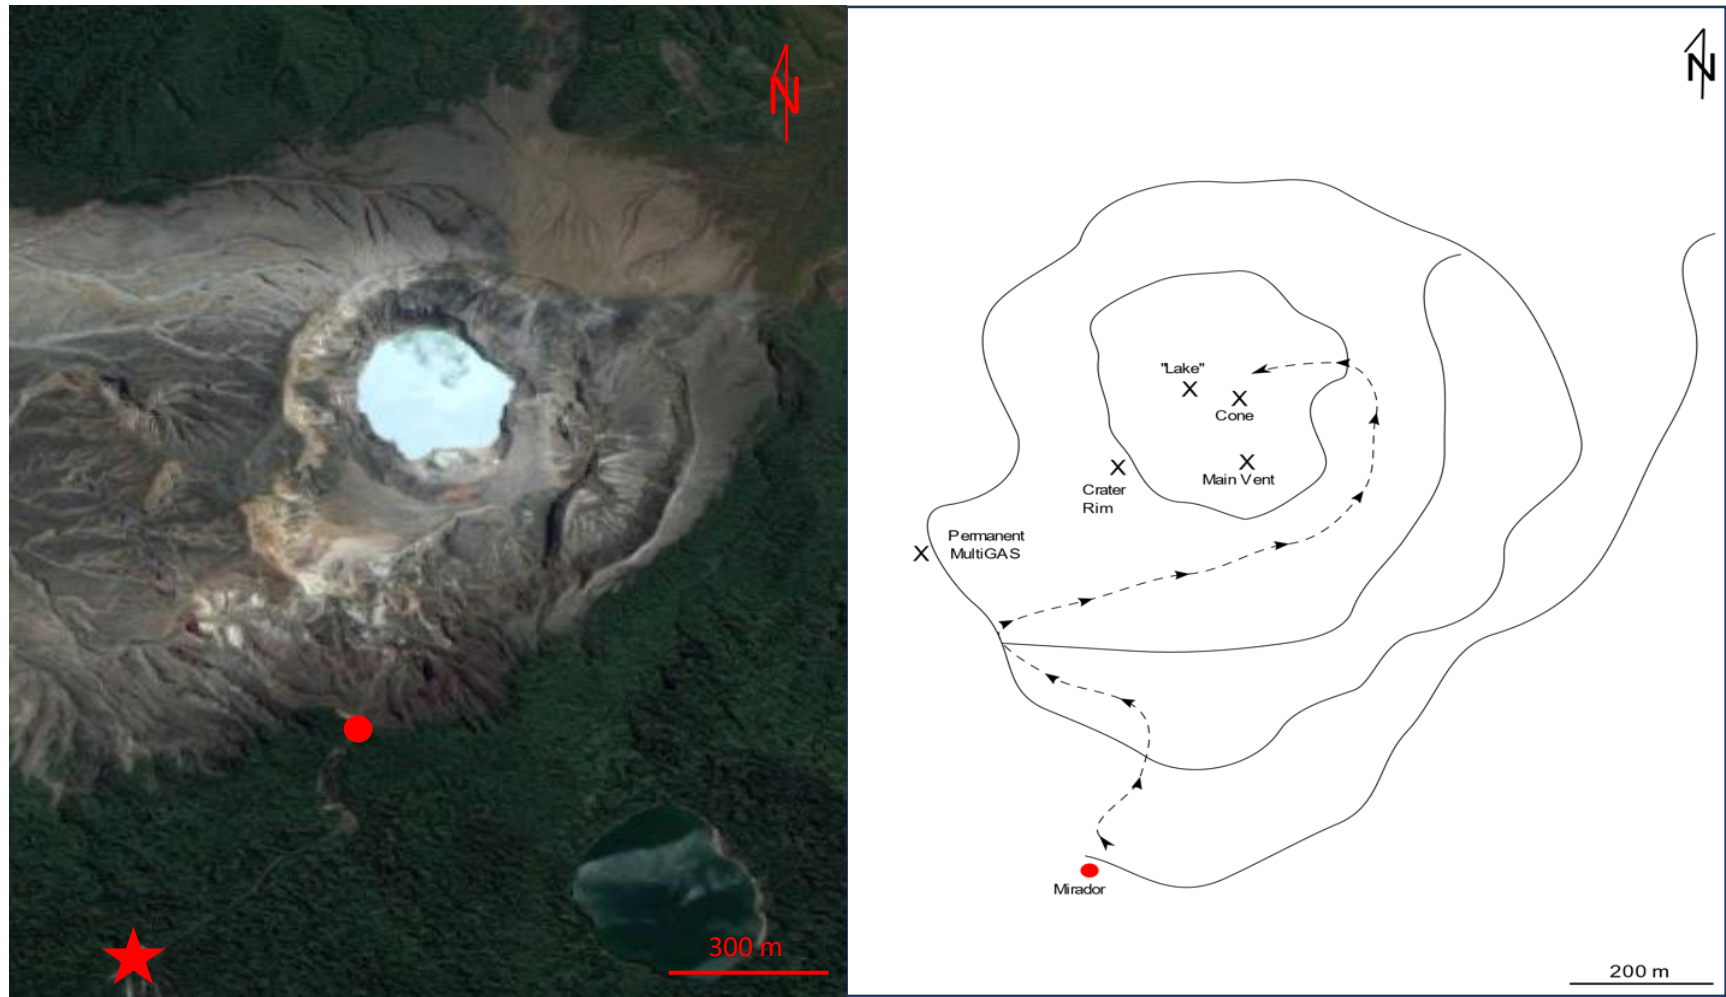 N
300 m
N
"Lake"
Cone
Main Vent
Crater
Rim
Permanent
MultiGAS
Mirador
200 m